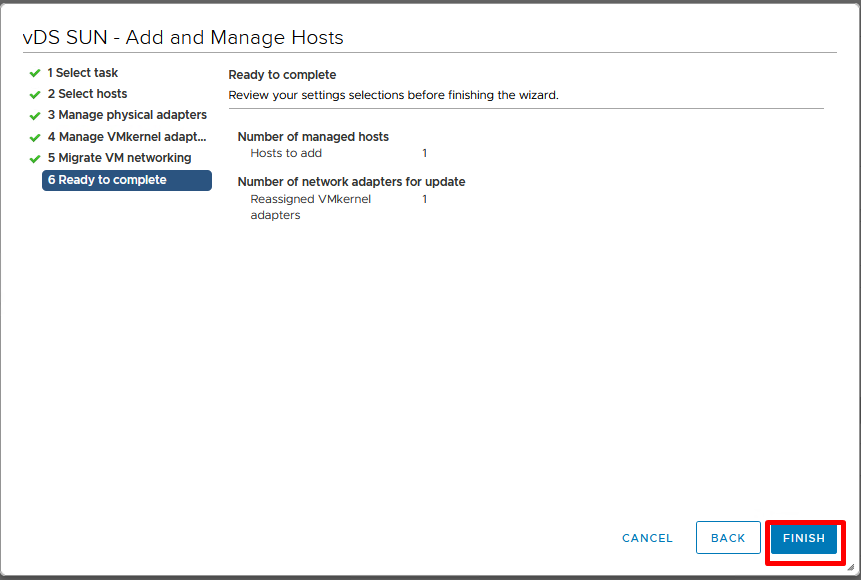 vDS SUN - Add and Manage Hosts
1 Select task
2 Select hosts
3 Manage physical adapters
4 Manage VMkernel adapt...
5 Migrate VM networking
6 Ready to complete
Ready to complete
Review your settings selections before finishing the wizard.
Number of managed hosts
Hosts to add 1
Number of network adapters for update
Reassigned VMkernel 1
adapters
CANCEL BACK FINISH